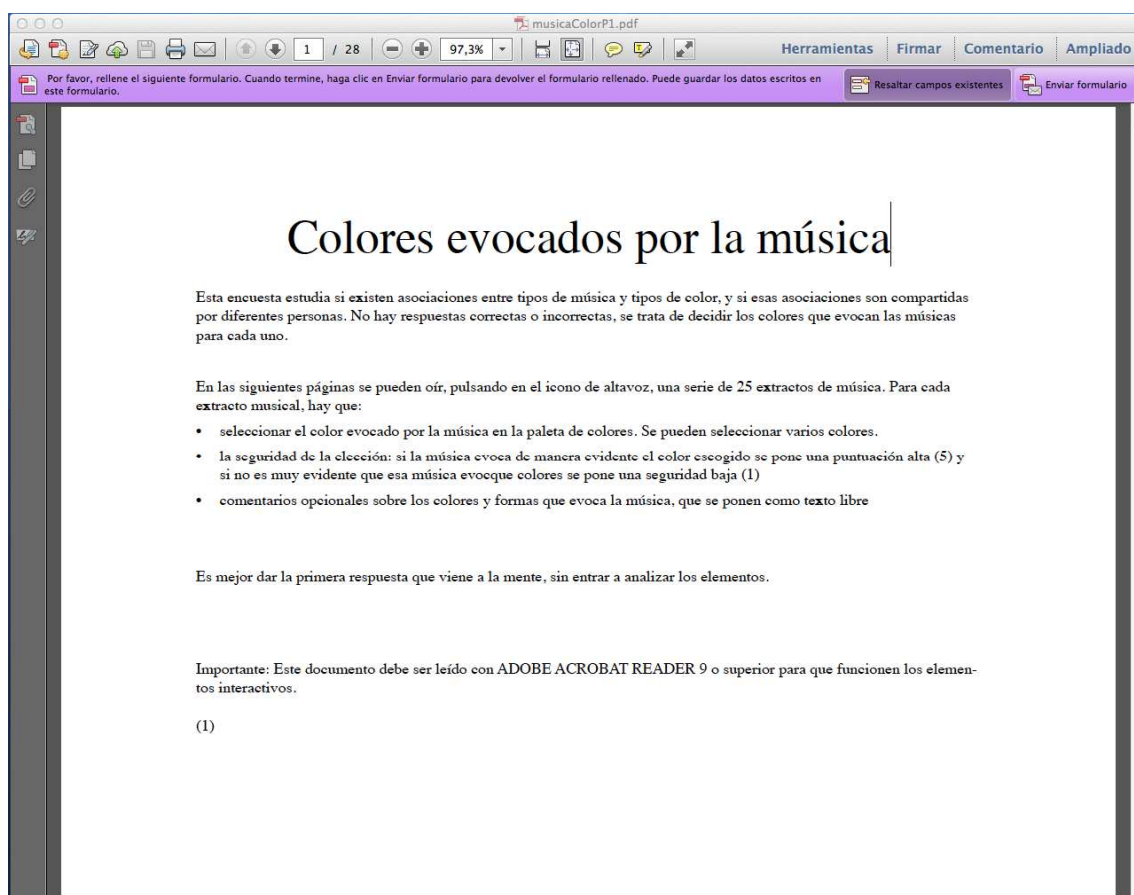 musicaColorP1.pdf
1 / 28 97,3% Herramientas Firmar Comentario Ampliado
Por favor, rellene el siguiente formulario. Cuando termine, haga clic en Enviar formulario para devolver el formulario rellenado. Puede guardar los datos escritos en
este formulario.
Resaltar campos existentes Enviar formulario
Colores evocados por la música
Esta encuesta estudia si existen asociaciones entre tipos de música y tipos de color, y si esas asociaciones son compartidas
por diferentes personas. No hay respuestas correctas o incorrectas, se trata de decidir los colores que evocan las músicas
para cada uno.
En las siguientes páginas se pueden oír, pulsando en el icono de altavoz, una serie de 25 extractos de música. Para cada
extracto musical, hay que:
• seleccionar el color evocado por la música en la paleta de colores. Se pueden seleccionar varios colores.
• la seguridad de la elección: si la música evoca de manera evidente el color escogido se pone una puntuación alta (5) y
si no es muy evidente que esa música evocque colores se pone una seguridad baja (1)
• comentarios opcionales sobre los colores y formas que evoca la música, que se ponen como texto libre
Es mejor dar la primera respuesta que viene a la mente, sin entrar a analizar los elementos.
Importante: Este documento debe ser leído con ADOBE ACROBAT READER 9 o superior para que funcionen los elemen-
tos interactivos.
(1)